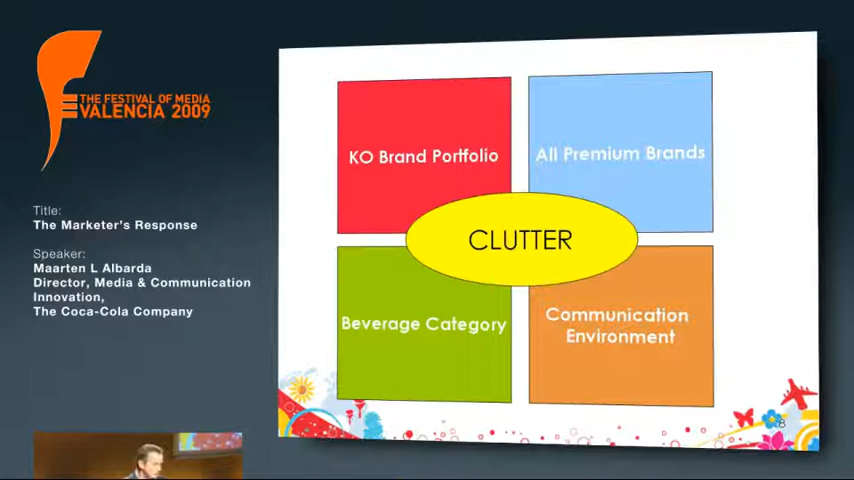 THE FESTIVAL OF MEDIA
VALENCIA 2009
Title:
The Marketer's Response
Speaker:
Maarten L Albarda
Director, Media & Communication
Innovation,
The Coca-Cola Company
KO Brand Portfolio
All Premium Brands
CLUTTER
Beverage Category
Communication
Environment